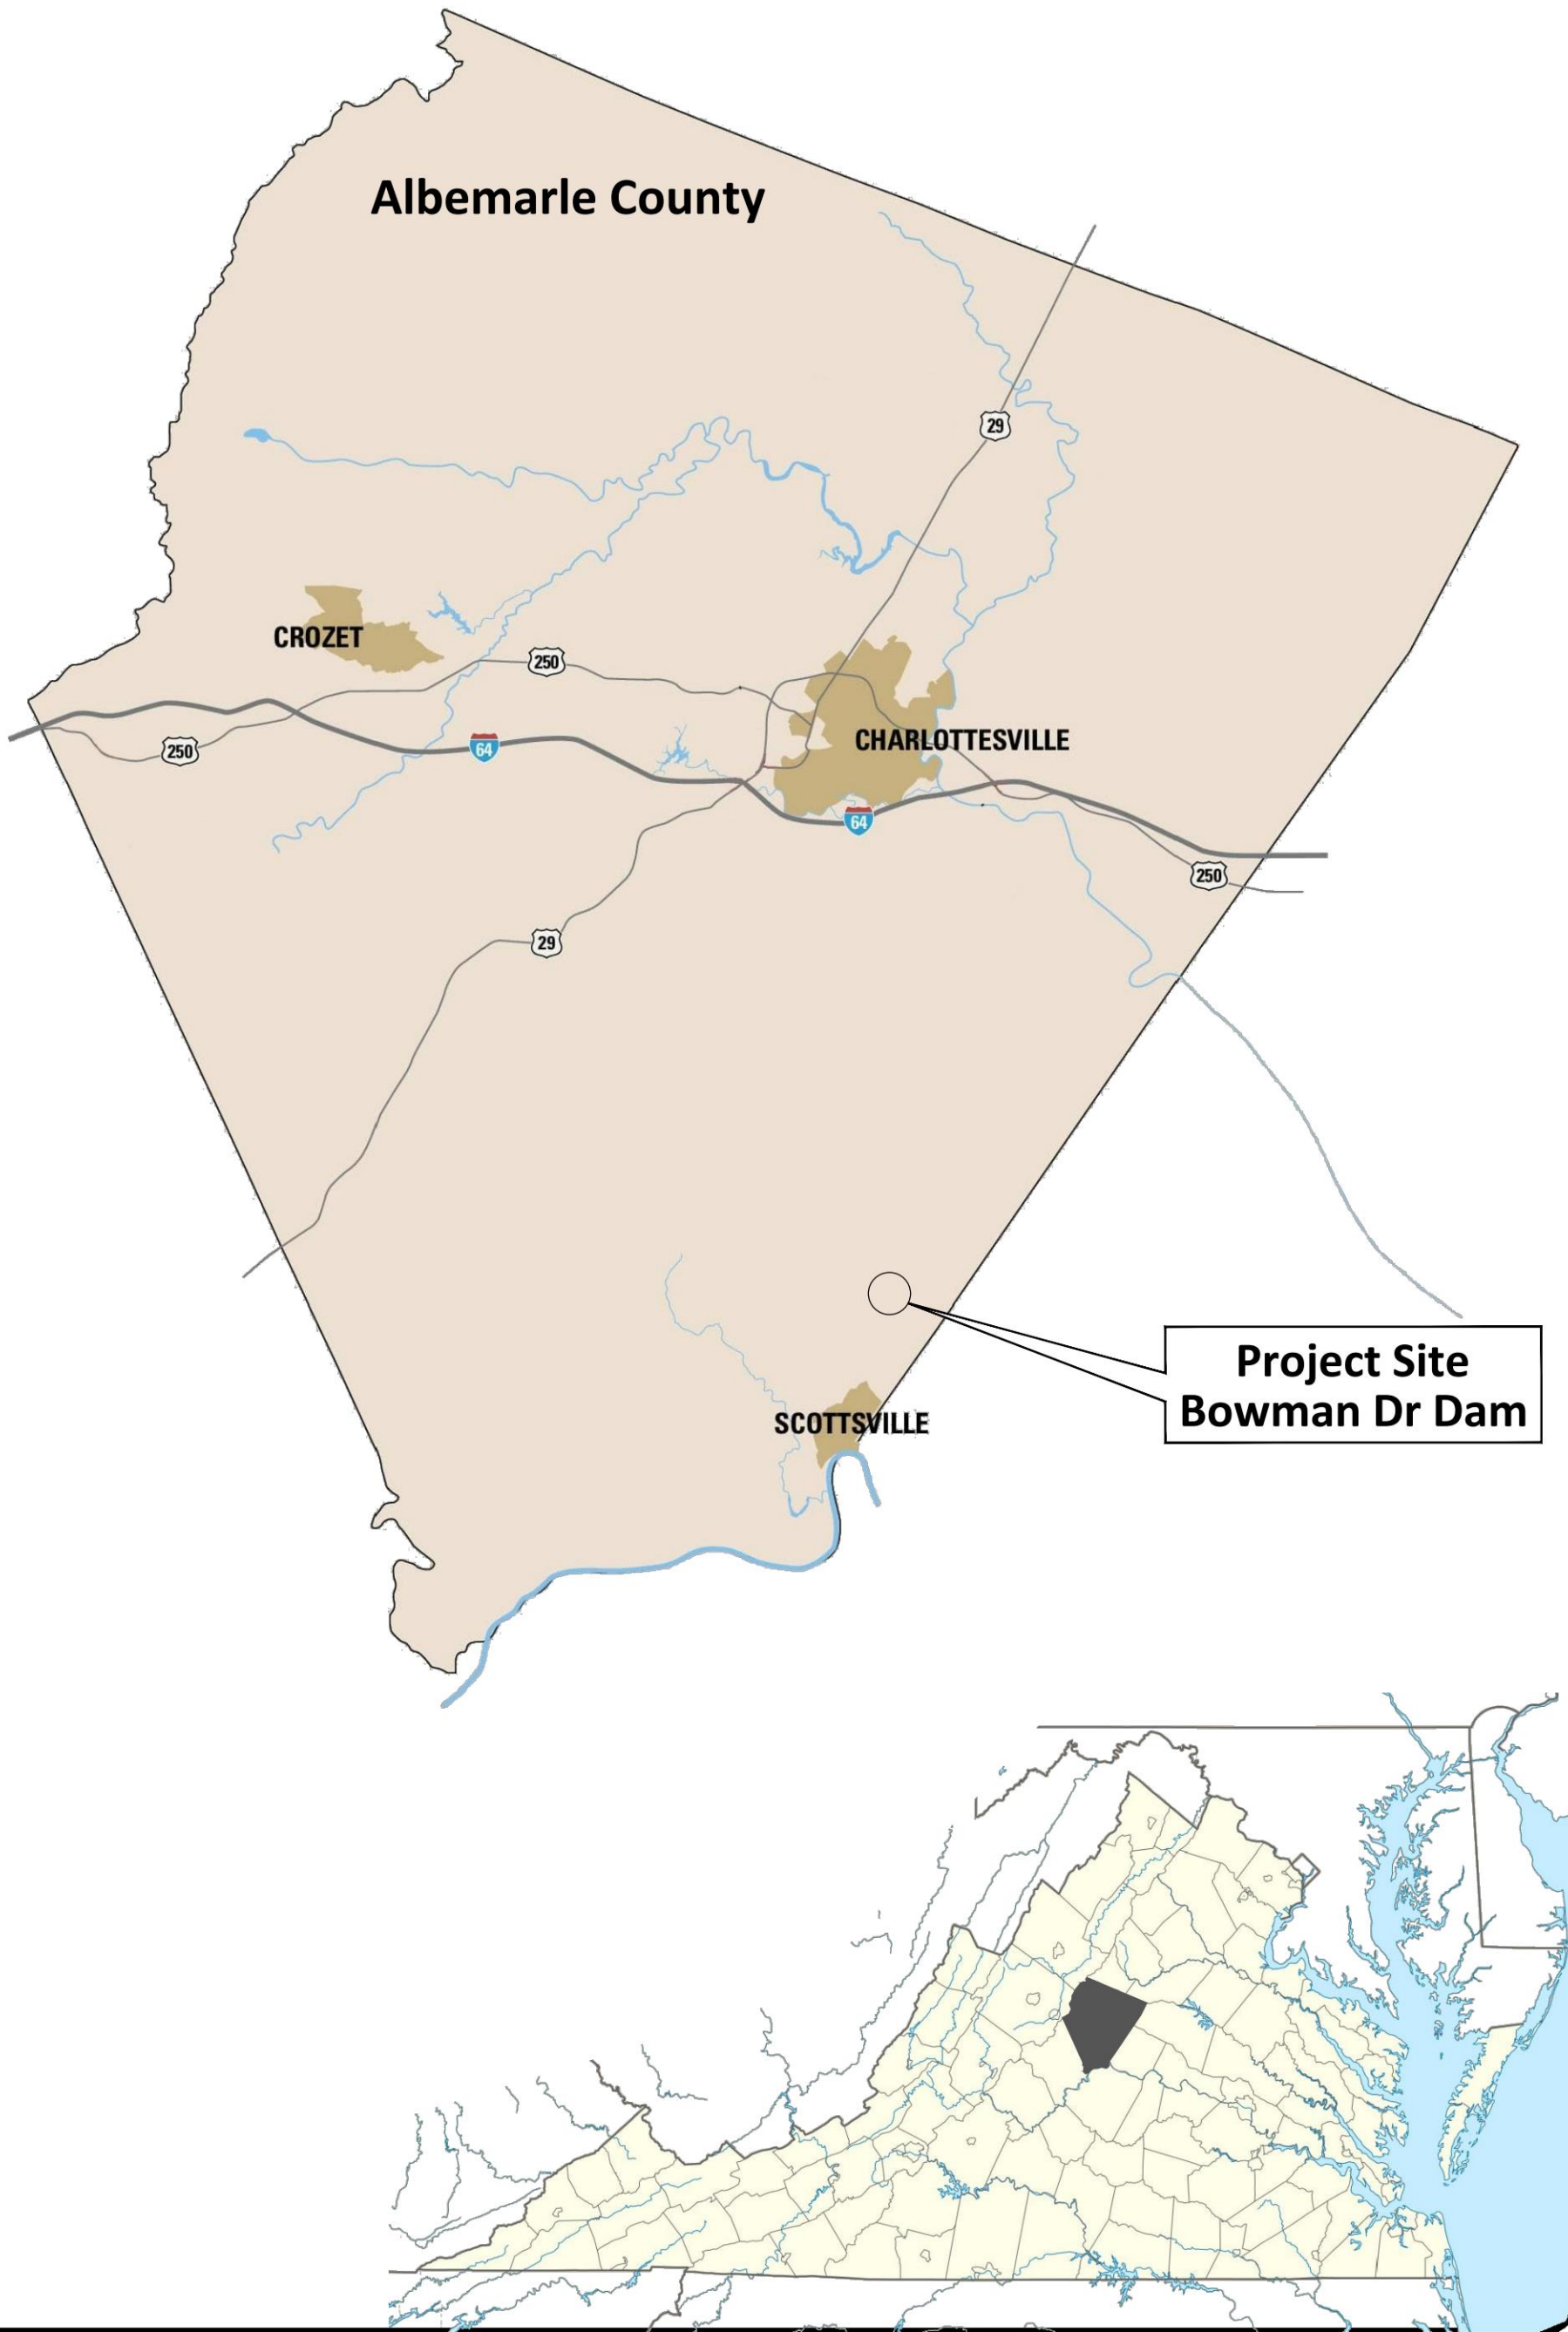 Albemarle County
29
CROZET
250
CHARLOTTESVILLE
250
64
64
250
29
Project Site
Bowman Dr Dam
SCOTTSVILLE